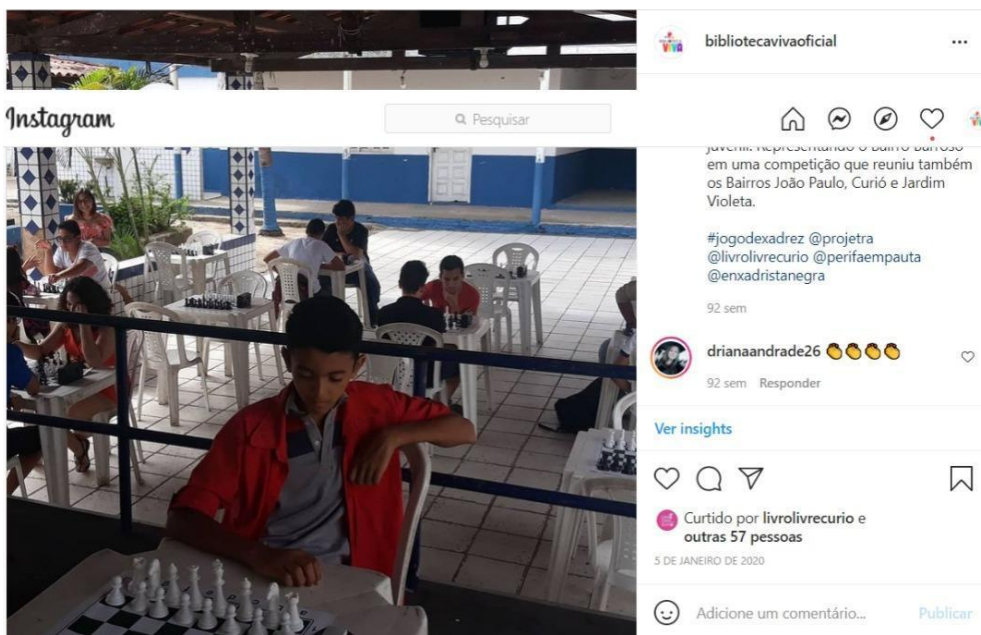 VIVA
bibliotecavivaoficial
Instagram
Pesquisar
juvenil. Representando o Bairro Barroso
em uma competição que reuniu também
os Bairros João Paulo, Curió e Jardim
Violeta.
#jogodexadrez @projetra
@livrolivrecurio @perifaempauta
@enxadristanegra
92 sem
drianaandrade26 👏👏👏👏
92 sem Responder
Ver insights
Curtido por livrolivrecurio e
outras 57 pessoas
5 DE JANEIRO DE 2020
Adicione um comentário... Publicar